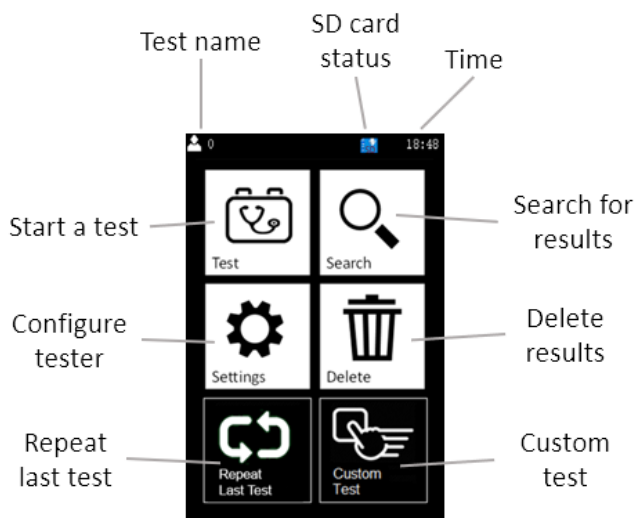 Test name
SD card
status
Time
0
18:48
Start a test
Test
Search
Search for
results
Configure
tester
Settings
Delete
Delete
results
Repeat
last test
Repeat
Last Test
Custom
Test
Custom
test